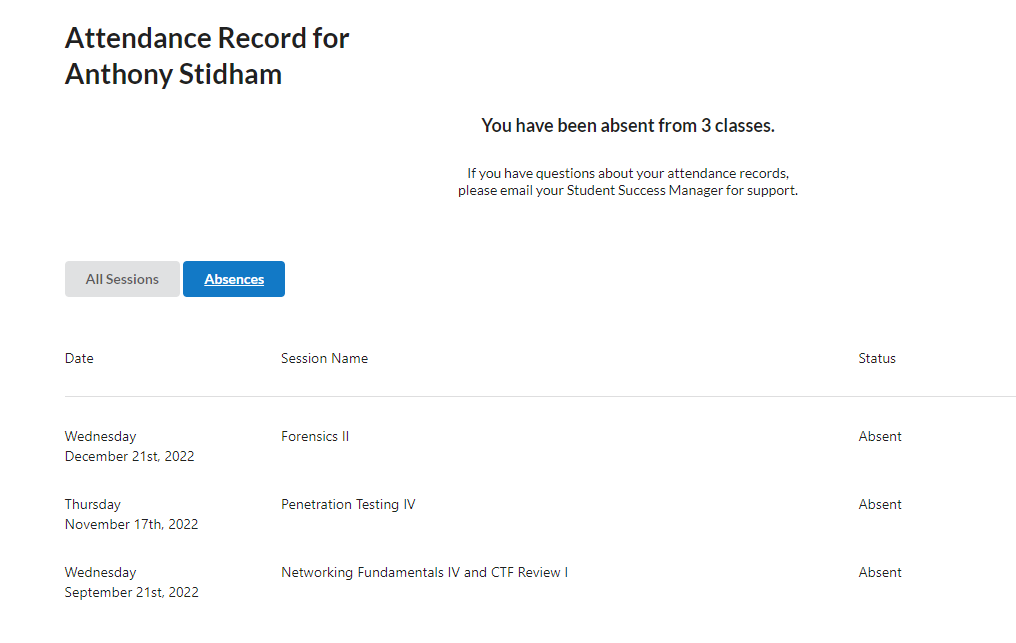 Attendance Record for
Anthony Stidham
You have been absent from 3 classes.
If you have questions about your attendance records,
please email your Student Success Manager for support.
All Sessions
Absences
Date Session Name Status
Wednesday Forensics II Absent
December 21st, 2022
Thursday Penetration Testing IV Absent
November 17th, 2022
Wednesday Networking Fundamentals IV and CTF Review I Absent
September 21st, 2022